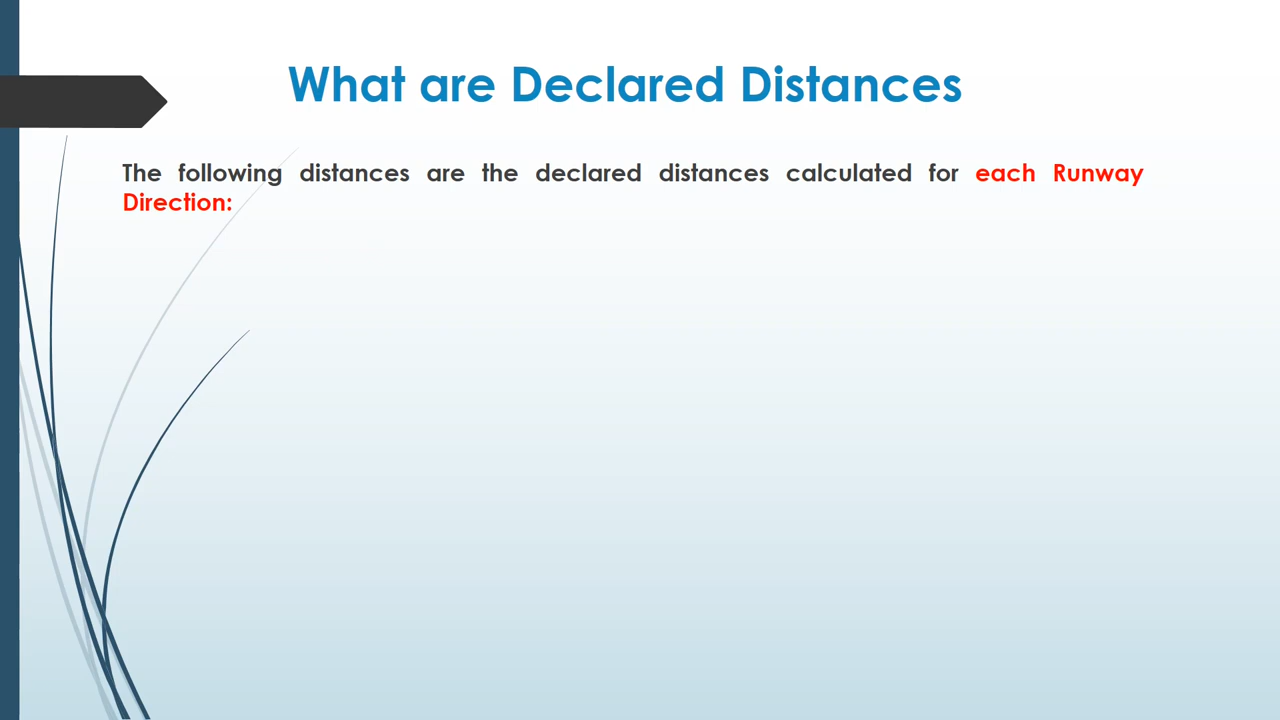 What are Declared Distances
The following distances are the declared distances calculated for each Runway
Direction: